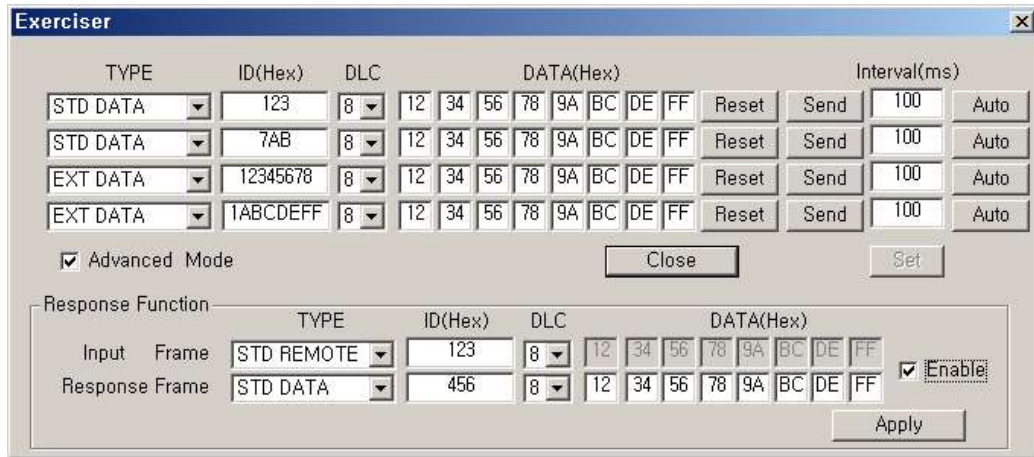 Exerciser
TYPE ID(Hex) DLC DATA(Hex) Interval(ms)
STD DATA 123 8 12 34 56 78 9A BC DE FF Reset Send 100 Auto
STD DATA 7AB 8 12 34 56 78 9A BC DE FF Reset Send 100 Auto
EXT DATA 12345678 8 12 34 56 78 9A BC DE FF Reset Send 100 Auto
EXT DATA 1ABCDEFF 8 12 34 56 78 9A BC DE FF Reset Send 100 Auto
Advanced Mode Close Set
Response Function
TYPE ID(Hex) DLC DATA(Hex)
Input Frame STD REMOTE 123 8 12 34 56 78 9A BC DE FF
Enable
Response Frame STD DATA 456 8 12 34 56 78 9A BC DE FF
Apply